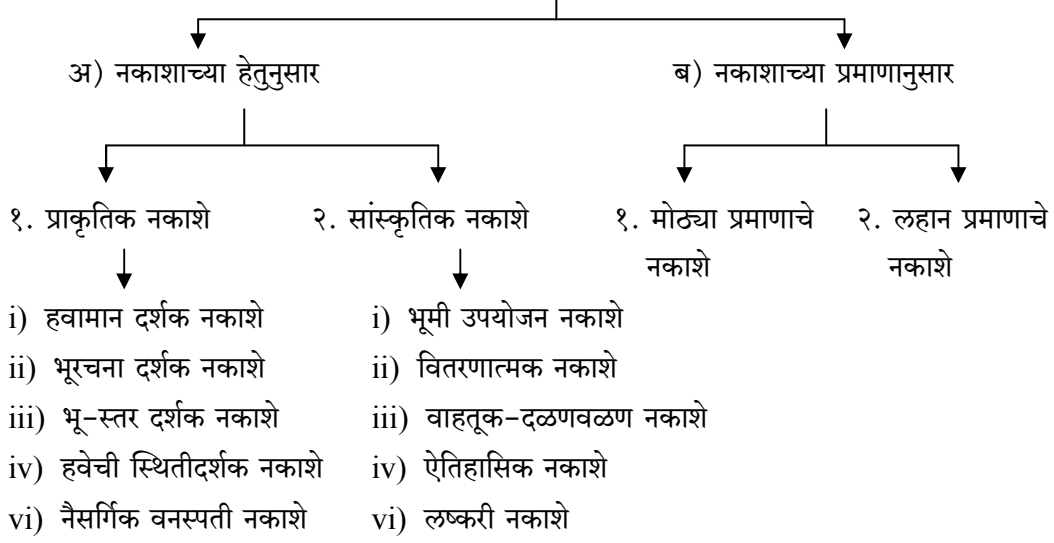 अ) नकाशाच्या हेतुनुसार
ब) नकाशाच्या प्रमाणानुसार
१. प्राकृतिक नकाशे
२. सांस्कृतिक नकाशे
१. मोठ्या प्रमाणाचे
नकाशे
२. लहान प्रमाणाचे
नकाशे
i) हवामान दर्शक नकाशे
ii) भूरचना दर्शक नकाशे
iii) भू-स्तर दर्शक नकाशे
iv) हवेची स्थितीदर्शक नकाशे
vi) नैसर्गिक वनस्पती नकाशे
i) भूमी उपयोजन नकाशे
ii) वितरणात्मक नकाशे
iii) वाहतूक-दळणवळण नकाशे
iv) ऐतिहासिक नकाशे
vi) लष्करी नकाशे